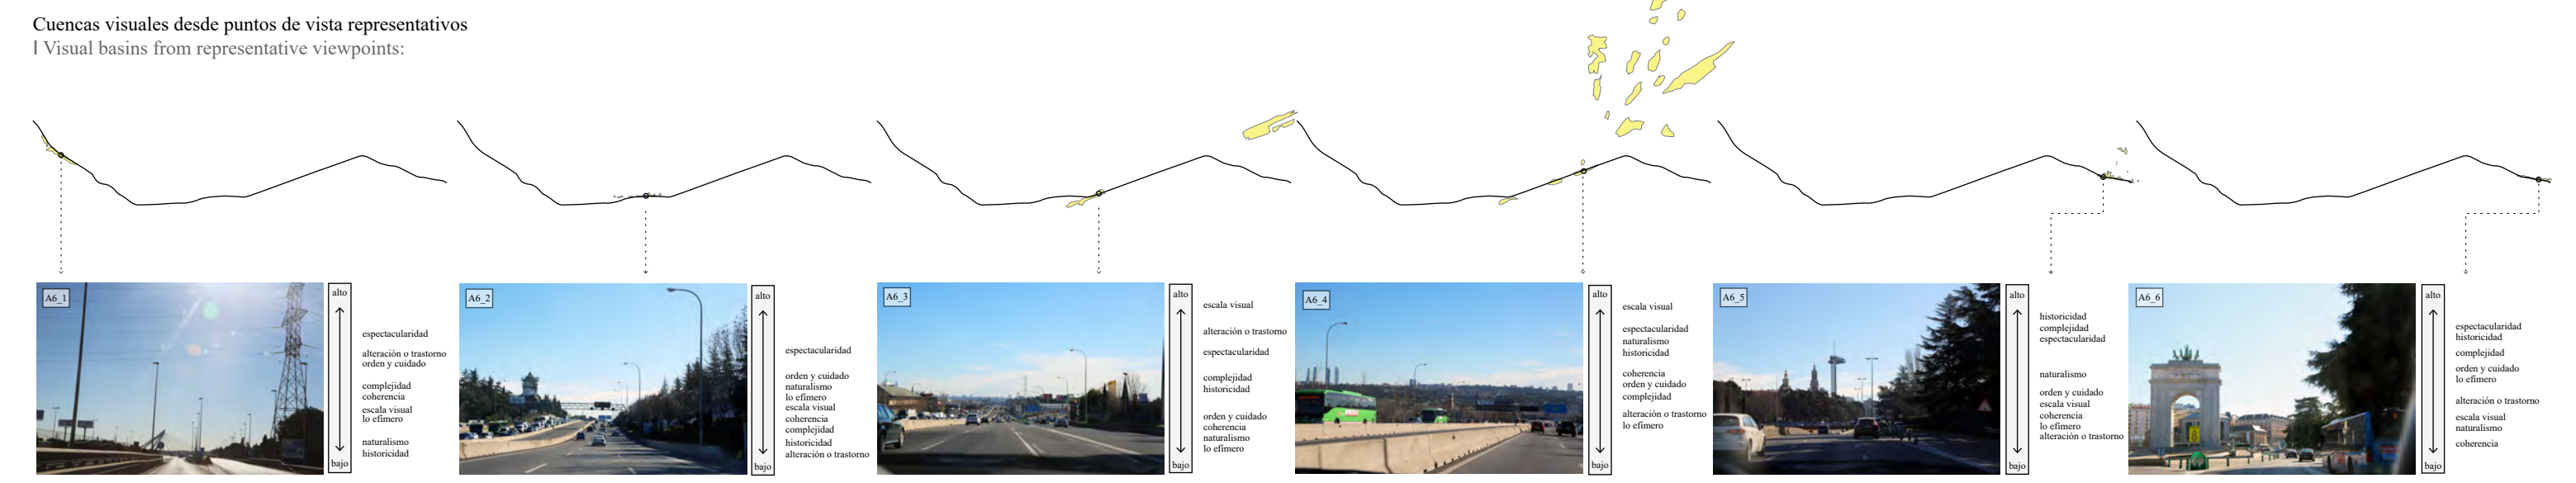 Cuencas visuales desde puntos de vista representativos
| Visual basins from representative viewpoints:
A6_1
alto
espectacularidad
alteración o trastorno
orden y cuidado
complejidad
coherencia
escala visual
lo efímero
naturalismo
historicidad
bajo
A6_2
alto
espectacularidad
orden y cuidado
naturalismo
lo efímero
escala visual
coherencia
complejidad
historicidad
alteración o trastorno
bajo
A6_3
alto
escala visual
alteración o trastorno
espectacularidad
complejidad
historicidad
orden y cuidado
coherencia
naturalismo
lo efímero
bajo
A6_4
alto
escala visual
espectacularidad
naturalismo
historicidad
coherencia
orden y cuidado
complejidad
alteración o trastorno
lo efímero
bajo
A6_5
alto
historicidad
complejidad
espectacularidad
naturalismo
orden y cuidado
escala visual
coherencia
lo efímero
alteración o trastorno
bajo
A6_6
alto
espectacularidad
historicidad
complejidad
orden y cuidado
lo efímero
alteración o trastorno
escala visual
naturalismo
coherencia
bajo